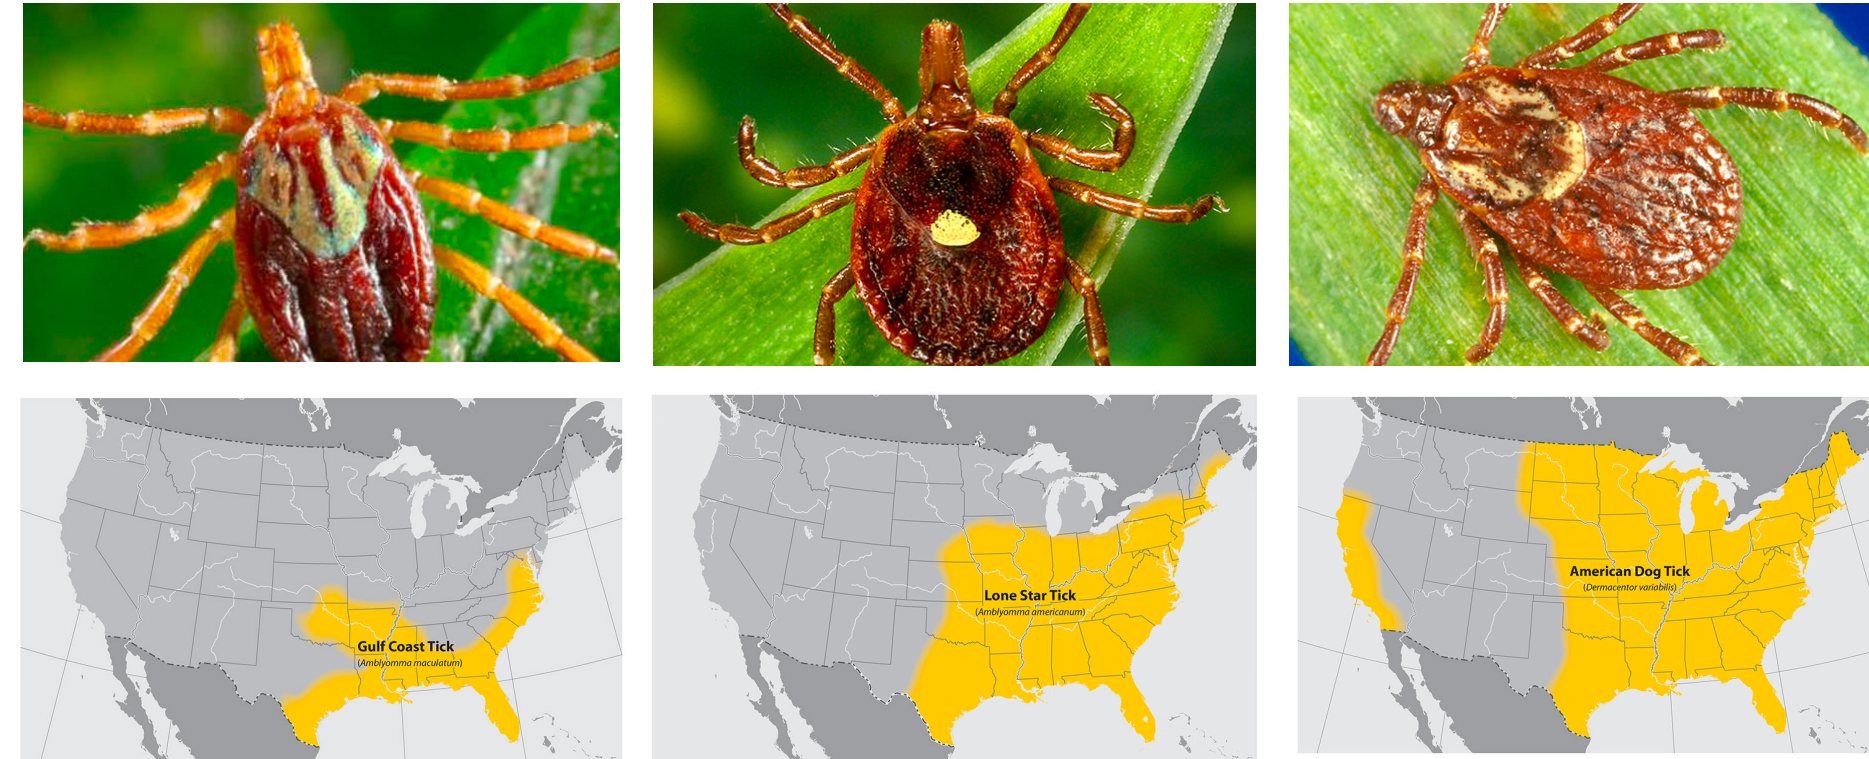 Gulf Coast Tick
(Amblyomma maculatum)
Lone Star Tick
(Amblyomma americanum)
American Dog Tick
(Dermacentor variabilis)